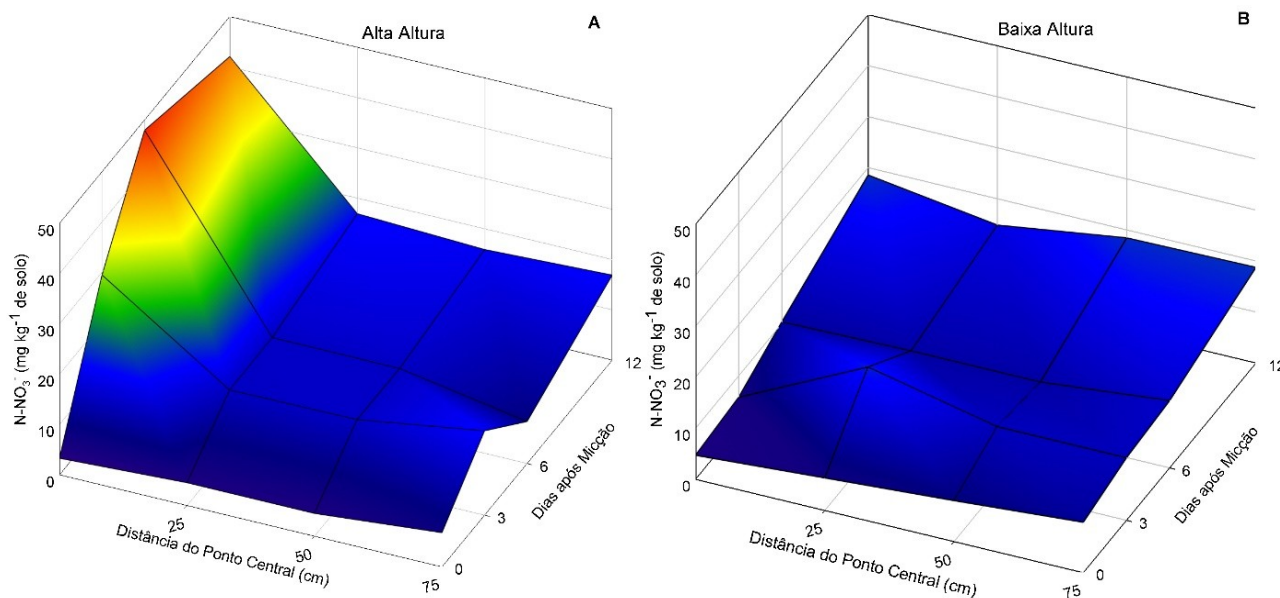 Alta Altura
A
N-NO₃⁻ (mg kg⁻¹ de solo)
50
40
30
20
10
0
25
50
75
Distância do Ponto Central (cm)
0
3
6
12
Dias após Micção
Baixa Altura
B
N-NO₃⁻ (mg kg⁻¹ de solo)
50
40
30
20
10
0
25
50
75
Distância do Ponto Central (cm)
0
3
6
12
Dias após Micção